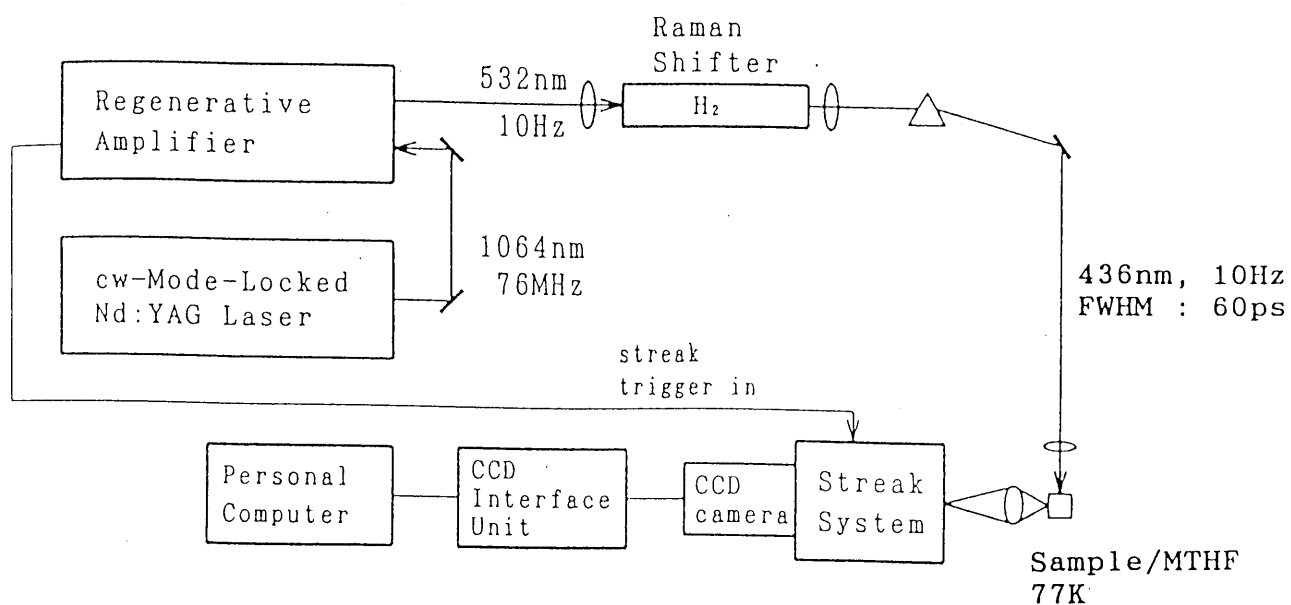 Raman
Shifter
532nm
10Hz
H₂
Regenerative
Amplifier
1064nm
76MHz
cw-Mode-Locked
Nd:YAG Laser
436nm, 10Hz
FWHM : 60ps
streak
trigger in
Personal
Computer
CCD
Interface
Unit
CCD
camera
Streak
System
Sample/MTHF
77K